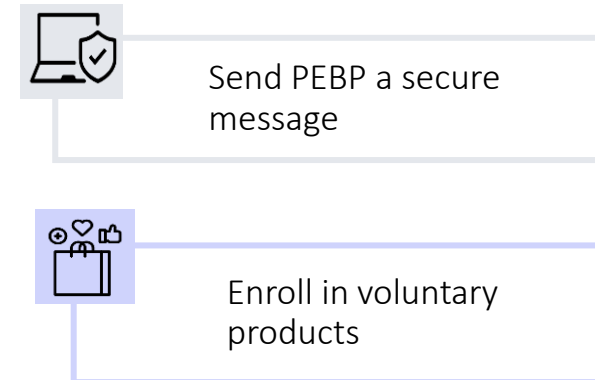 Send PEBP a secure
message
Enroll in voluntary
products